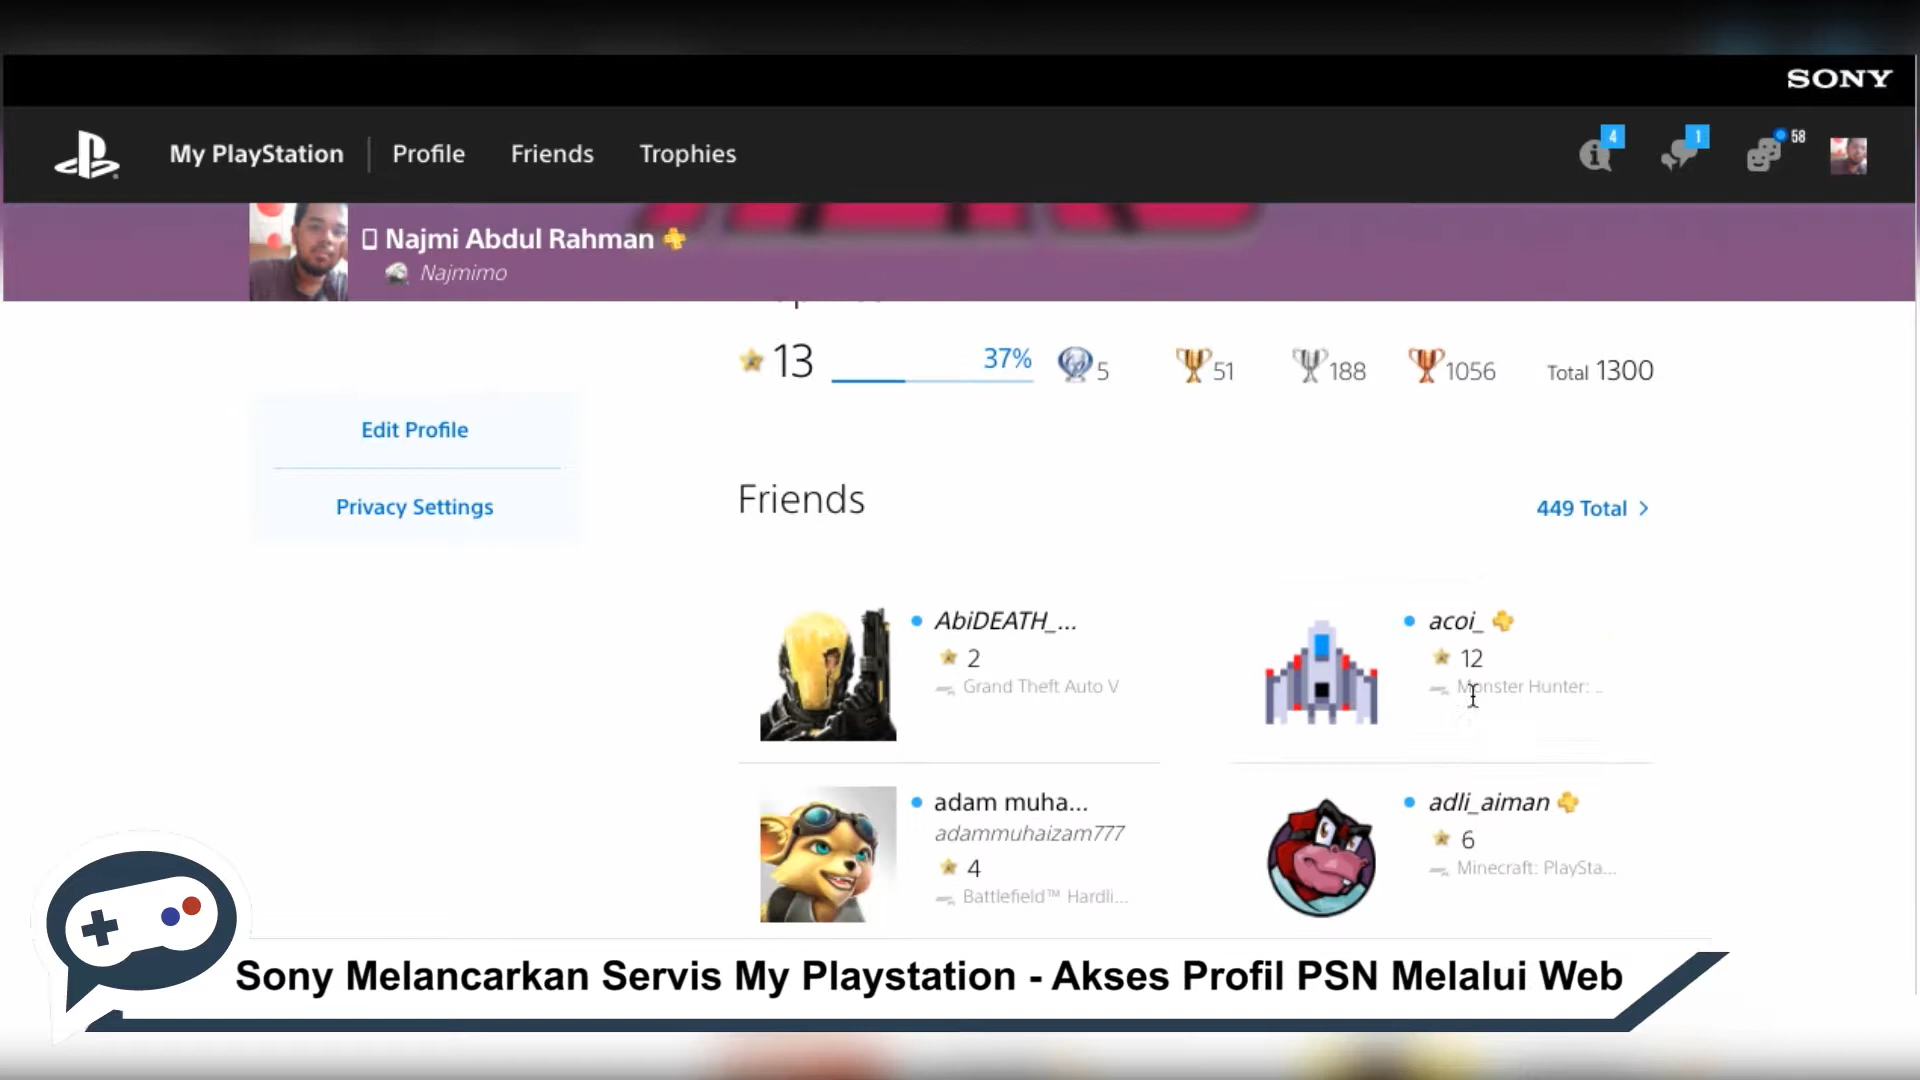 SONY
My PlayStation Profile Friends Trophies 4 1 58
Najmi Abdul Rahman
Najmimo
13 37% 5 51 188 1056 Total 1300
Edit Profile
Privacy Settings
Friends 449 Total >
AbiDEATH_...
2
Grand Theft Auto V
acoi_
12
Monster Hunter: ..
adam muha...
adammuhaizam777
4
Battlefield™ Hardli...
adli_aiman
6
Minecraft: PlaySta...
Sony Melancarkan Servis My Playstation - Akses Profil PSN Melalui Web